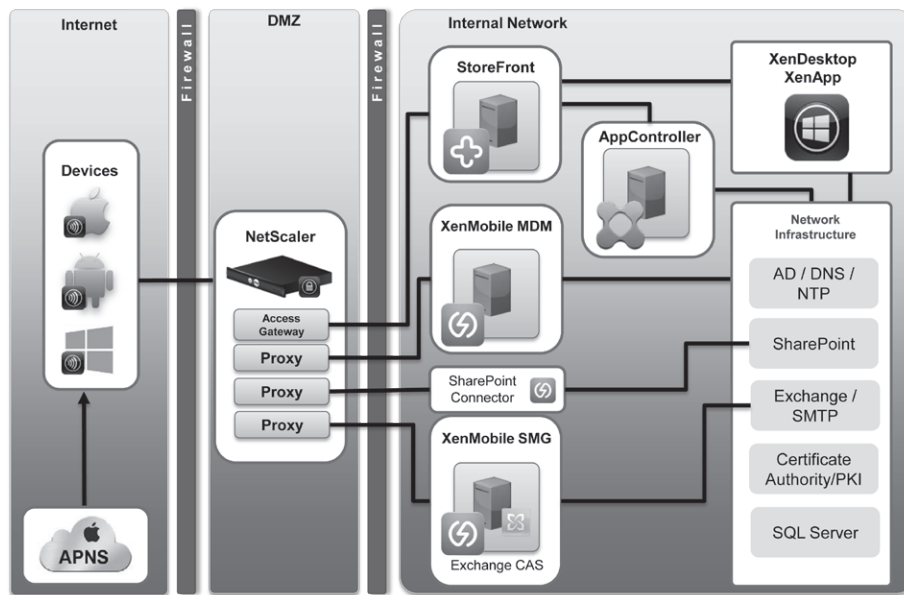 Internet
DMZ
Internal Network
Firewall
Firewall
Devices
APNS
NetScaler
Access
Gateway
Proxy
Proxy
Proxy
StoreFront
XenDesktop
XenApp
AppController
XenMobile MDM
SharePoint
Connector
XenMobile SMG
Exchange CAS
Network
Infrastructure
AD / DNS /
NTP
SharePoint
Exchange /
SMTP
Certificate
Authority/PKI
SQL Server